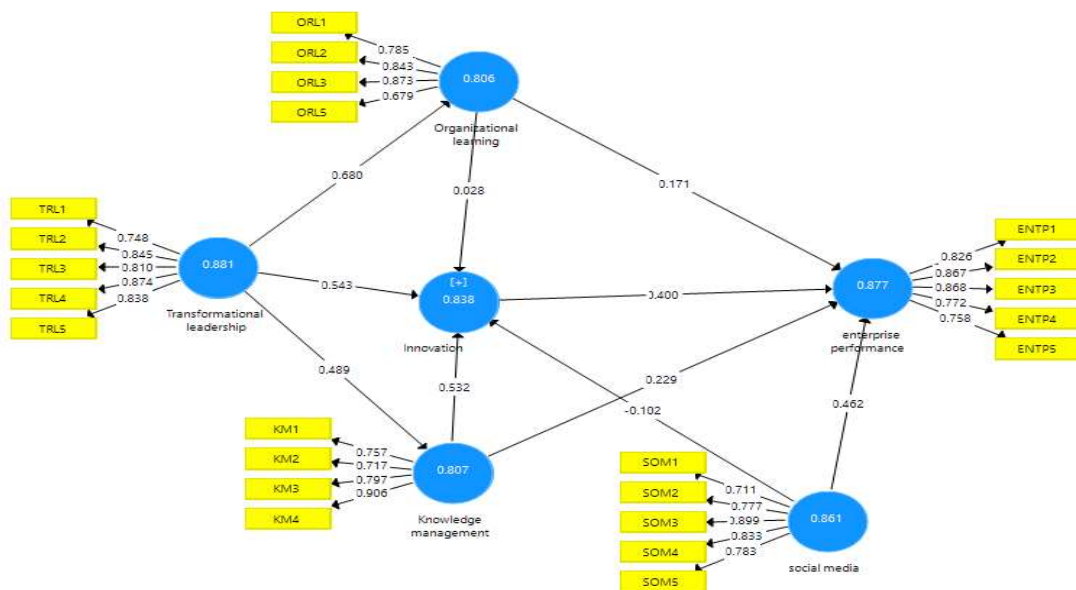 ORL1
ORL2
ORL3
ORL5
0.785
0.843
0.873
0.679
0.806
Organizational
learning
0.680
0.028
0.171
TRL1
TRL2
TRL3
TRL4
TRL5
0.748
0.845
0.810
0.874
0.838
0.881
Transformational
leadership
0.543
[+]
0.838
Innovation
0.400
0.877
enterprise
performance
0.826
0.867
0.868
0.772
0.758
ENTP1
ENTP2
ENTP3
ENTP4
ENTP5
0.489
0.532
0.229
-0.102
0.462
KM1
KM2
KM3
KM4
0.757
0.717
0.797
0.906
0.807
Knowledge
management
SOM1
SOM2
SOM3
SOM4
SOM5
0.711
0.777
0.899
0.833
0.783
0.861
social media